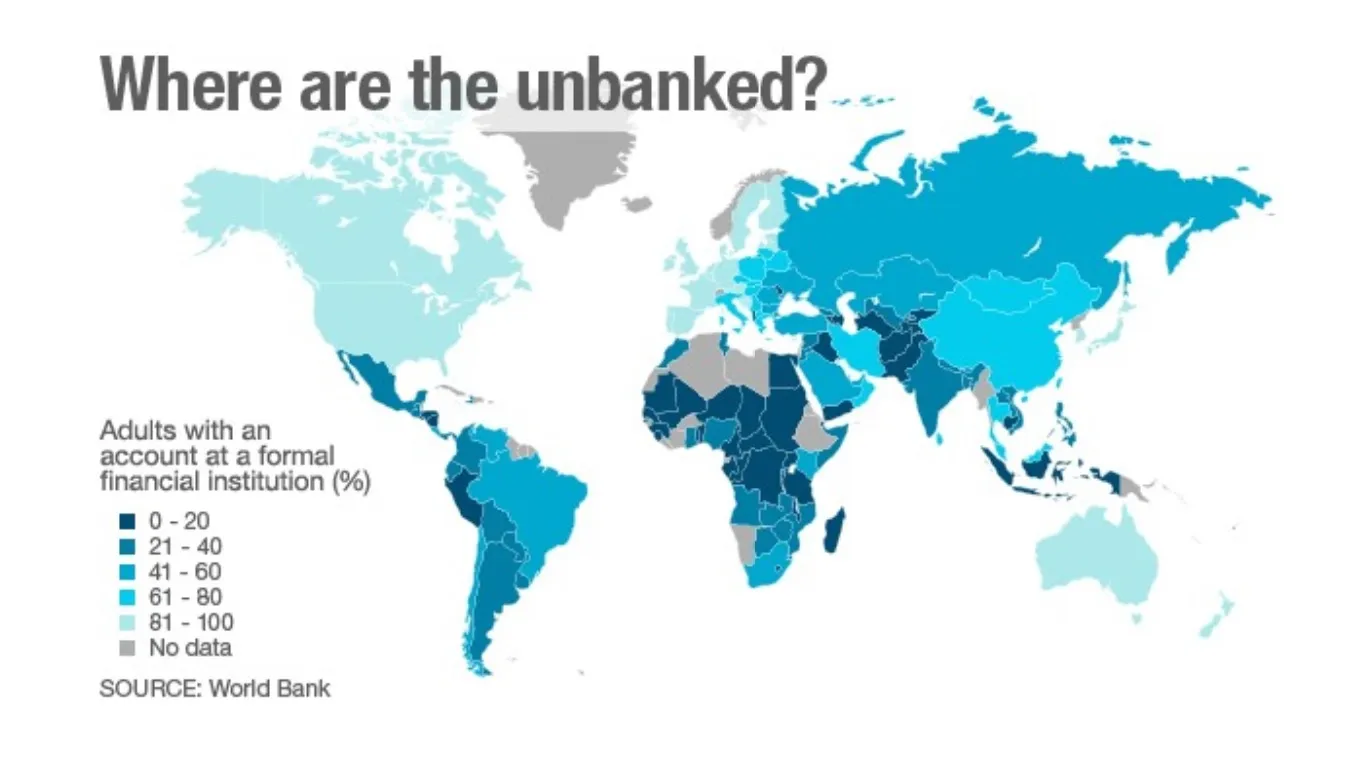 Where are the unbanked?
Adults with an
account at a formal
financial institution (%)
0 - 20
21 - 40
41 - 60
61 - 80
81 - 100
No data
SOURCE: World Bank